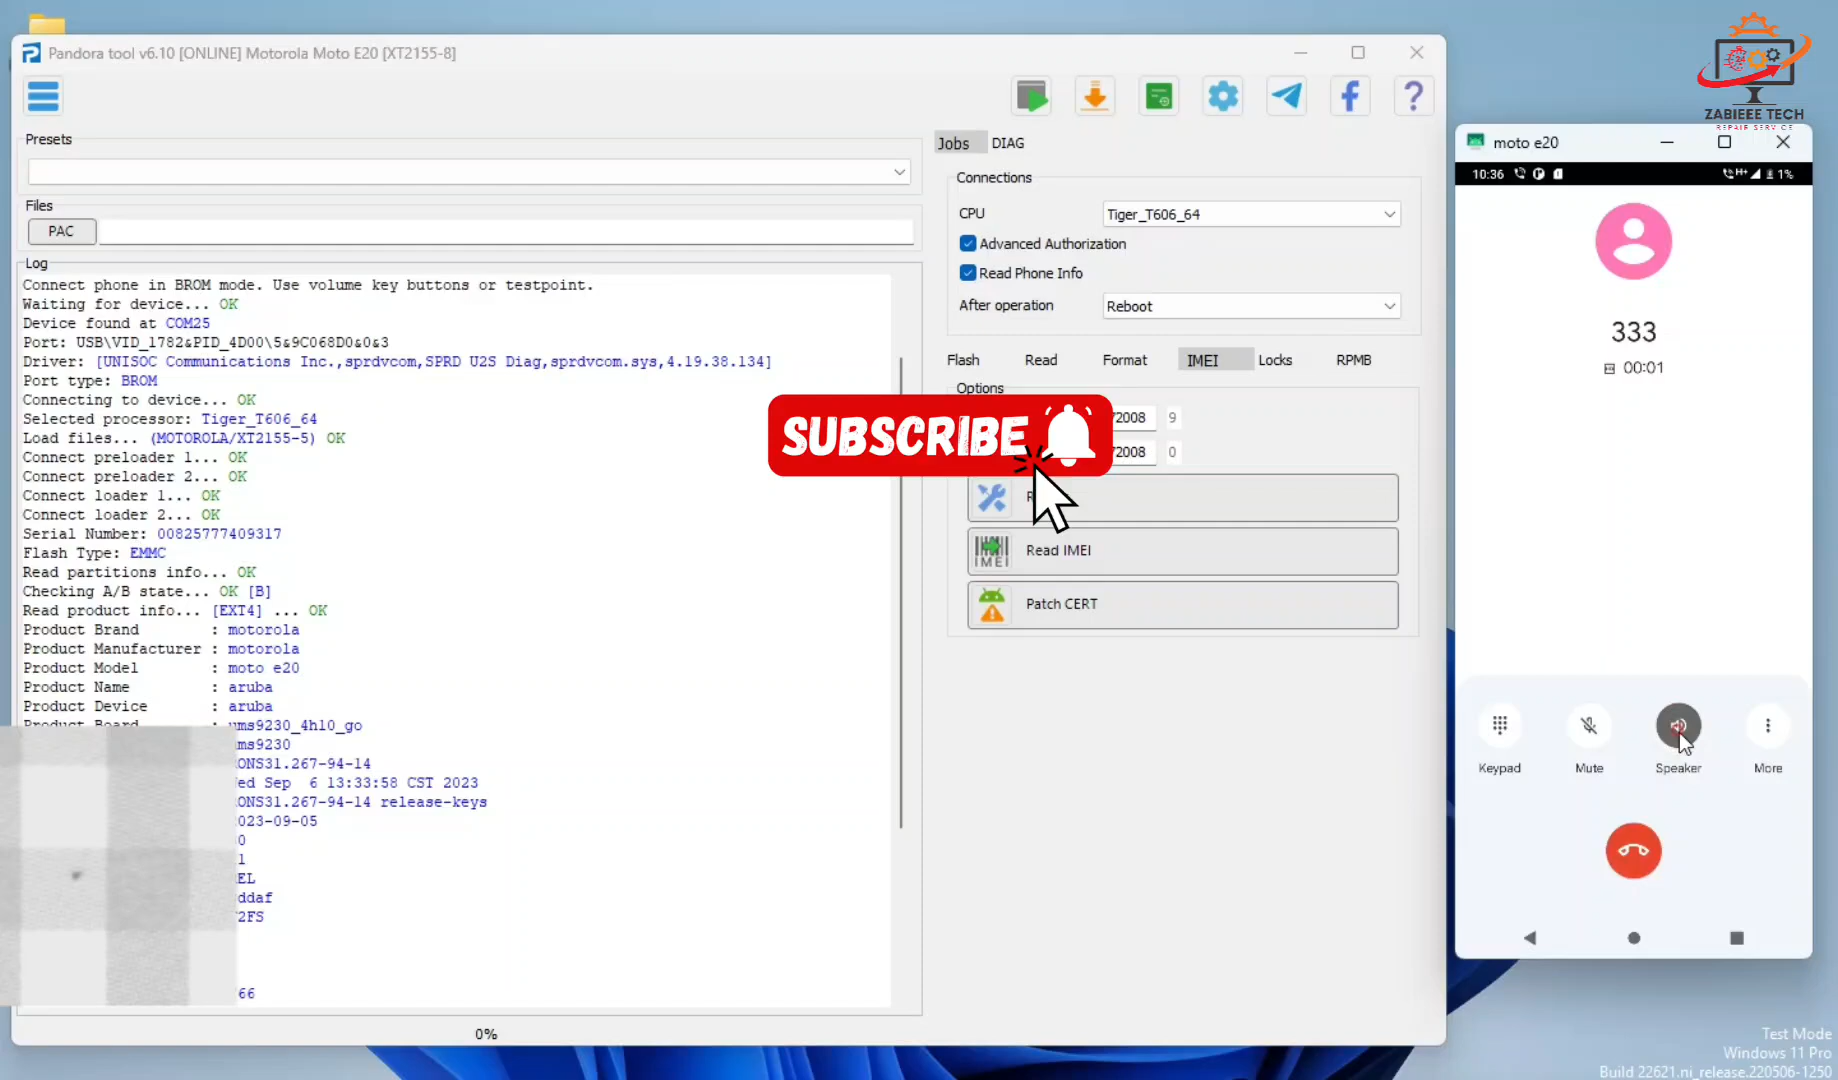 Pandora tool v6.10 [ONLINE] Motorola Moto E20 [XT2155-8]
Presets
Files
PAC
Log
Connect phone in BROM mode. Use volume key buttons or testpoint.
Waiting for device... OK
Device found at COM25
Port: USB\VID_1782&PID_4D00\5&9C068D0&0&3
Driver: [UNISOC Communications Inc.,sprdvcom,SPRD U2S Diag,sprdvcom.sys,4.19.38.134]
Port type: BROM
Connecting to device... OK
Selected processor: Tiger_T606_64
Load files... (MOTOROLA/XT2155-5) OK
Connect preloader 1... OK
Connect preloader 2... OK
Connect loader 1... OK
Connect loader 2... OK
Serial Number: 00825777409317
Flash Type: EMMC
Read partitions info... OK
Checking A/B state... OK [B]
Read product info... [EXT4] ... OK
Product Brand : motorola
Product Manufacturer : motorola
Product Model : moto e20
Product Name : aruba
Product Device : aruba
Product Board : ums9230_4h10_go
ms9230
ONS31.267-94-14
ed Sep 6 13:33:58 CST 2023
ONS31.267-94-14 release-keys
023-09-05
0
1
EL
ddaf
2FS
66
0%
Jobs DIAG
Connections
CPU Tiger_T606_64
Advanced Authorization
Read Phone Info
After operation Reboot
Flash Read Format IMEI Locks RPMB
Options
2008 9
2008 0
SUBSCRIBE
Read IMEI
Patch CERT
ZABIEEE TECH
REPAIR SERVICE
moto e20
10:36 H+ 1%
333
00:01
Keypad Mute Speaker More
Test Mode
Windows 11 Pro
Build 22621.ni_release.220506-1250